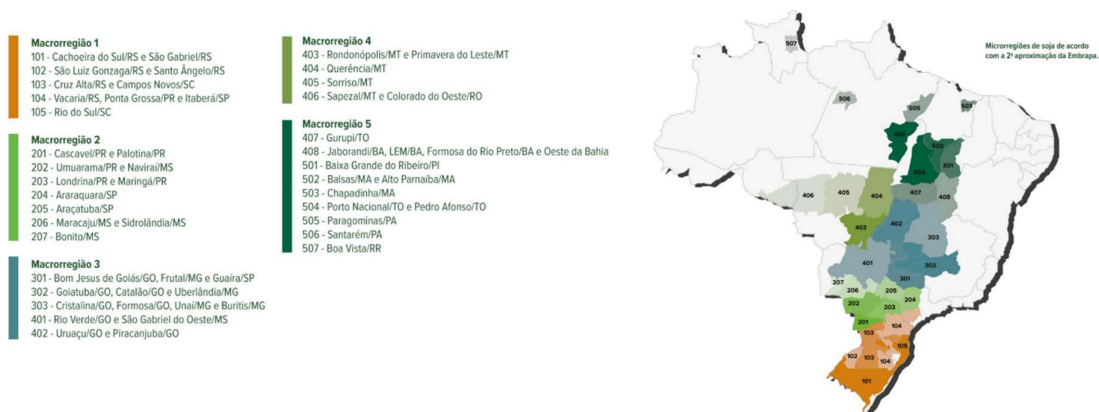 Macrorregião 1
101 - Cachoeira do Sul/RS e São Gabriel/RS
102 - São Luiz Gonzaga/RS e Santo Ângelo/RS
103 - Cruz Alta/RS e Campos Novos/SC
104 - Vacaria/RS, Ponta Grossa/PR e Itaberá/SP
105 - Rio do Sul/SC
Macrorregião 2
201 - Cascavel/PR e Palotina/PR
202 - Umuarama/PR e Naviraí/MS
203 - Londrina/PR e Maringá/PR
204 - Araraquara/SP
205 - Araçatuba/SP
206 - Maracaju/MS e Sidrolândia/MS
207 - Bonito/MS
Macrorregião 3
301 - Bom Jesus de Goiás/GO, Frutal/MG e Guaíra/SP
302 - Goiatuba/GO, Catalão/GO e Uberlândia/MG
303 - Cristalina/GO, Formosa/GO, Unaí/MG e Buritis/MG
401 - Rio Verde/GO e São Gabriel do Oeste/MS
402 - Uruaçu/GO e Piracanjuba/GO
Macrorregião 4
403 - Rondonópolis/MT e Primavera do Leste/MT
404 - Querência/MT
405 - Sorriso/MT
406 - Sapezal/MT e Colorado do Oeste/RO
Macrorregião 5
407 - Gurupi/TO
408 - Jaborandi/BA, LEM/BA, Formosa do Rio Preto/BA e Oeste da Bahia
501 - Baixa Grande do Ribeiro/PI
502 - Balsas/MA e Alto Parnaíba/MA
503 - Chapadinha/MA
504 - Porto Nacional/TO e Pedro Afonso/TO
505 - Paragominas/PA
506 - Santarém/PA
507 - Boa Vista/RR
Microrregiões de soja de acordo
com a 2ª aproximação da Embrapa.
507
506
505
503
504
502
501
504
406
405
404
407
408
403
402
303
401
302
301
207
206
205
204
202
203
201
104
103
105
102
103
104
101